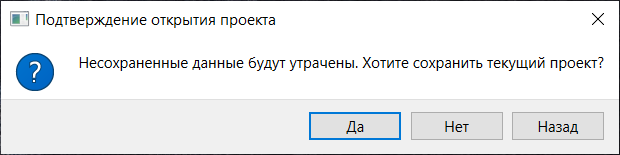 Подтверждение открытия проекта
Несохраненные данные будут утрачены. Хотите сохранить текущий проект?
Да
Нет
Назад